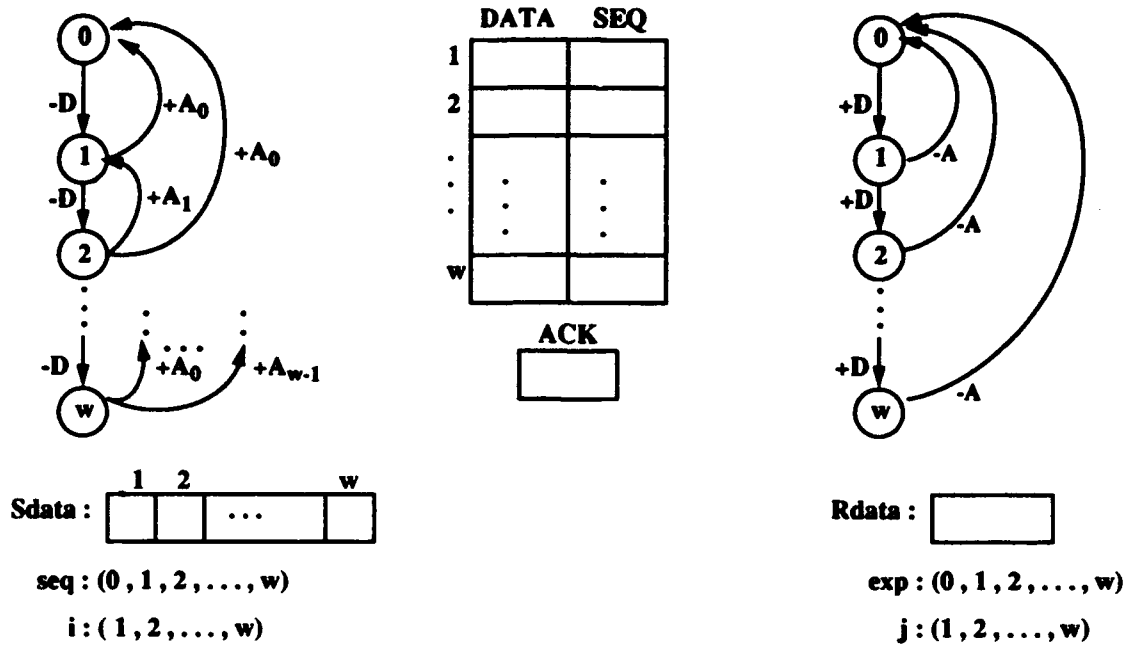 DATA SEQ
1
2
.
.
.
w
ACK
0
-D
+A0
1
+A0
-D
+A1
2
-D
+A0
...
+Aw-1
w
0
+D
1
-A
+D
2
-A
+D
w
-A
1 2 w
Sdata : ...
seq : (0 , 1 , 2 , . . . , w)
i : ( 1 , 2 , . . . , w)
Rdata :
exp : (0 , 1 , 2 , . . . , w)
j : (1 , 2 , . . . , w)